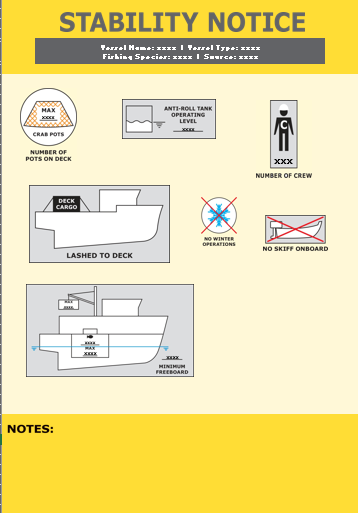 STABILITY NOTICE
Vessel Name: xxxx | Vessel Type: xxxx
Fishing Species: xxxx | Source: xxxx
MAX
xxxx
CRAB POTS
NUMBER OF
POTS ON DECK
ANTI-ROLL TANK
OPERATING
LEVEL
xxxx
C
XXX
NUMBER OF CREW
DECK
CARGO
LASHED TO DECK
NO WINTER
OPERATIONS
NO SKIFF ONBOARD
MAX
xxxx
xxxx
MAX
xxxx
xxxx
MINIMUM
FREEBOARD
NOTES: